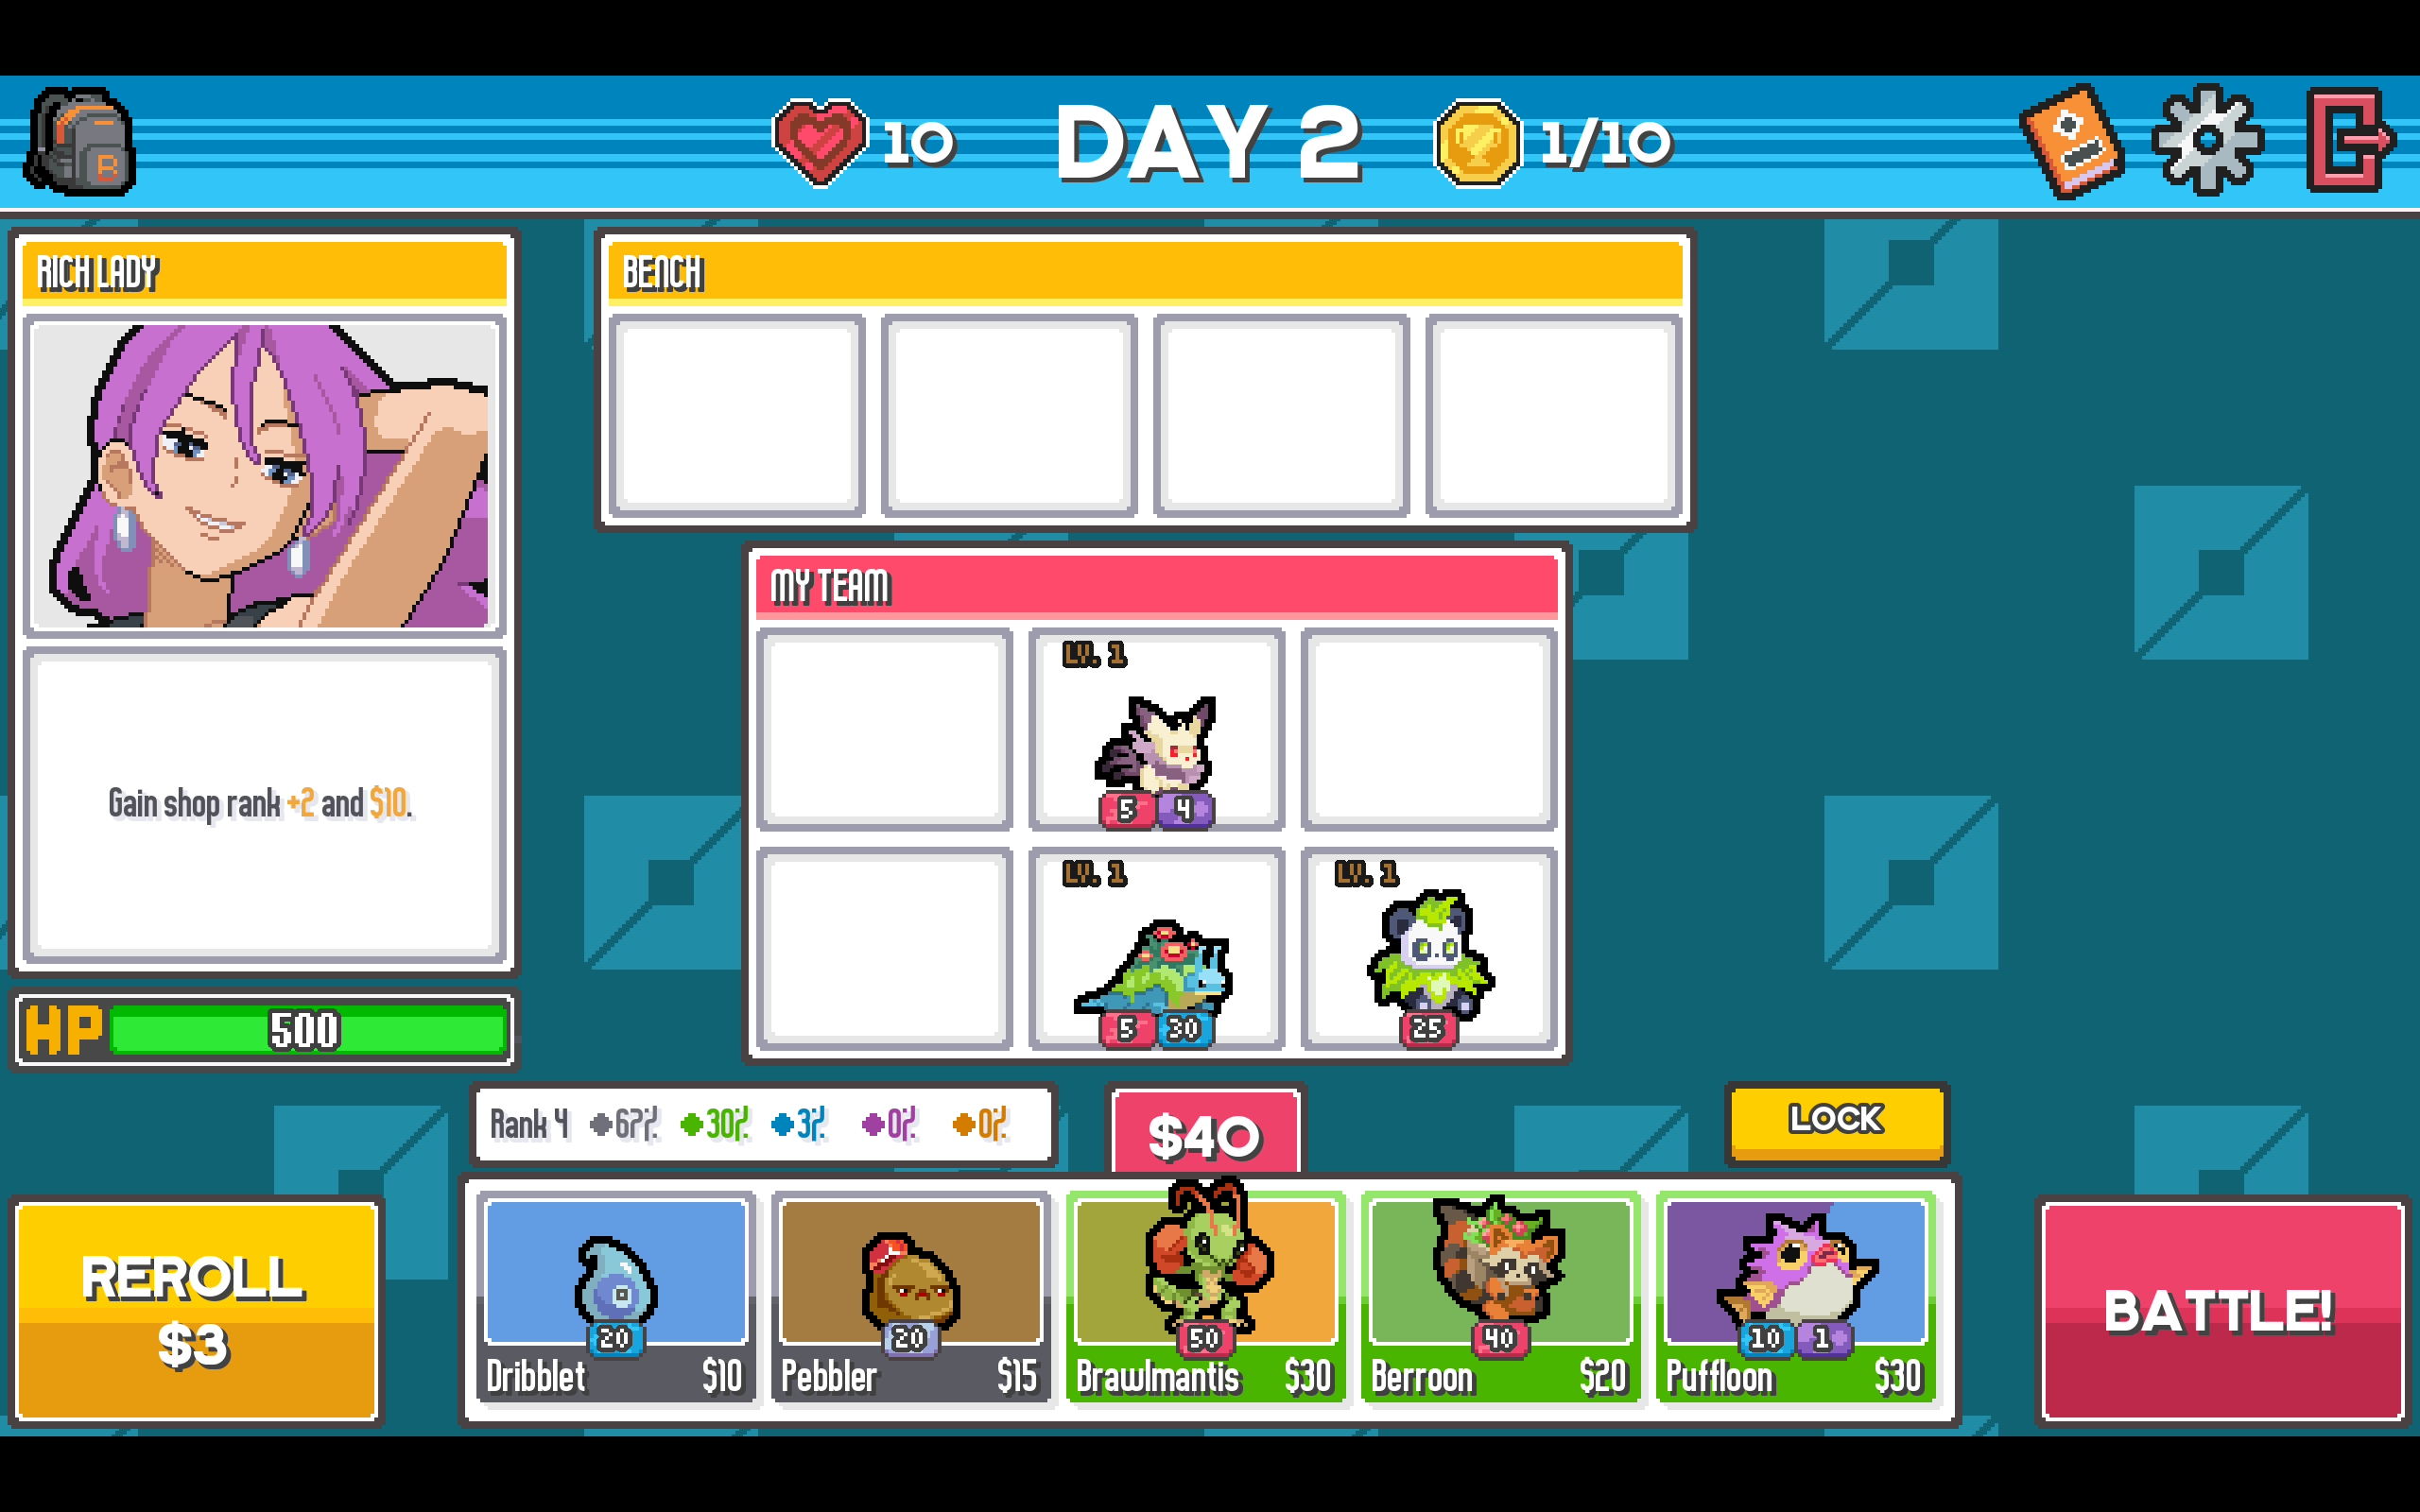 B
10
DAY 2
1/10
RICH LADY
BENCH
Gain shop rank +2 and $10.
HP 500
MY TEAM
LV. 1
5 4
LV. 1
LV. 1
5 30
25
Rank 4 67% 30% 3% 0% 0%
$40
LOCK
REROLL
$3
20
20
50
40
10 1
Dribblet $10
Pebbler $15
Brawlmantis $30
Berroon $20
Puffloon $30
BATTLE!